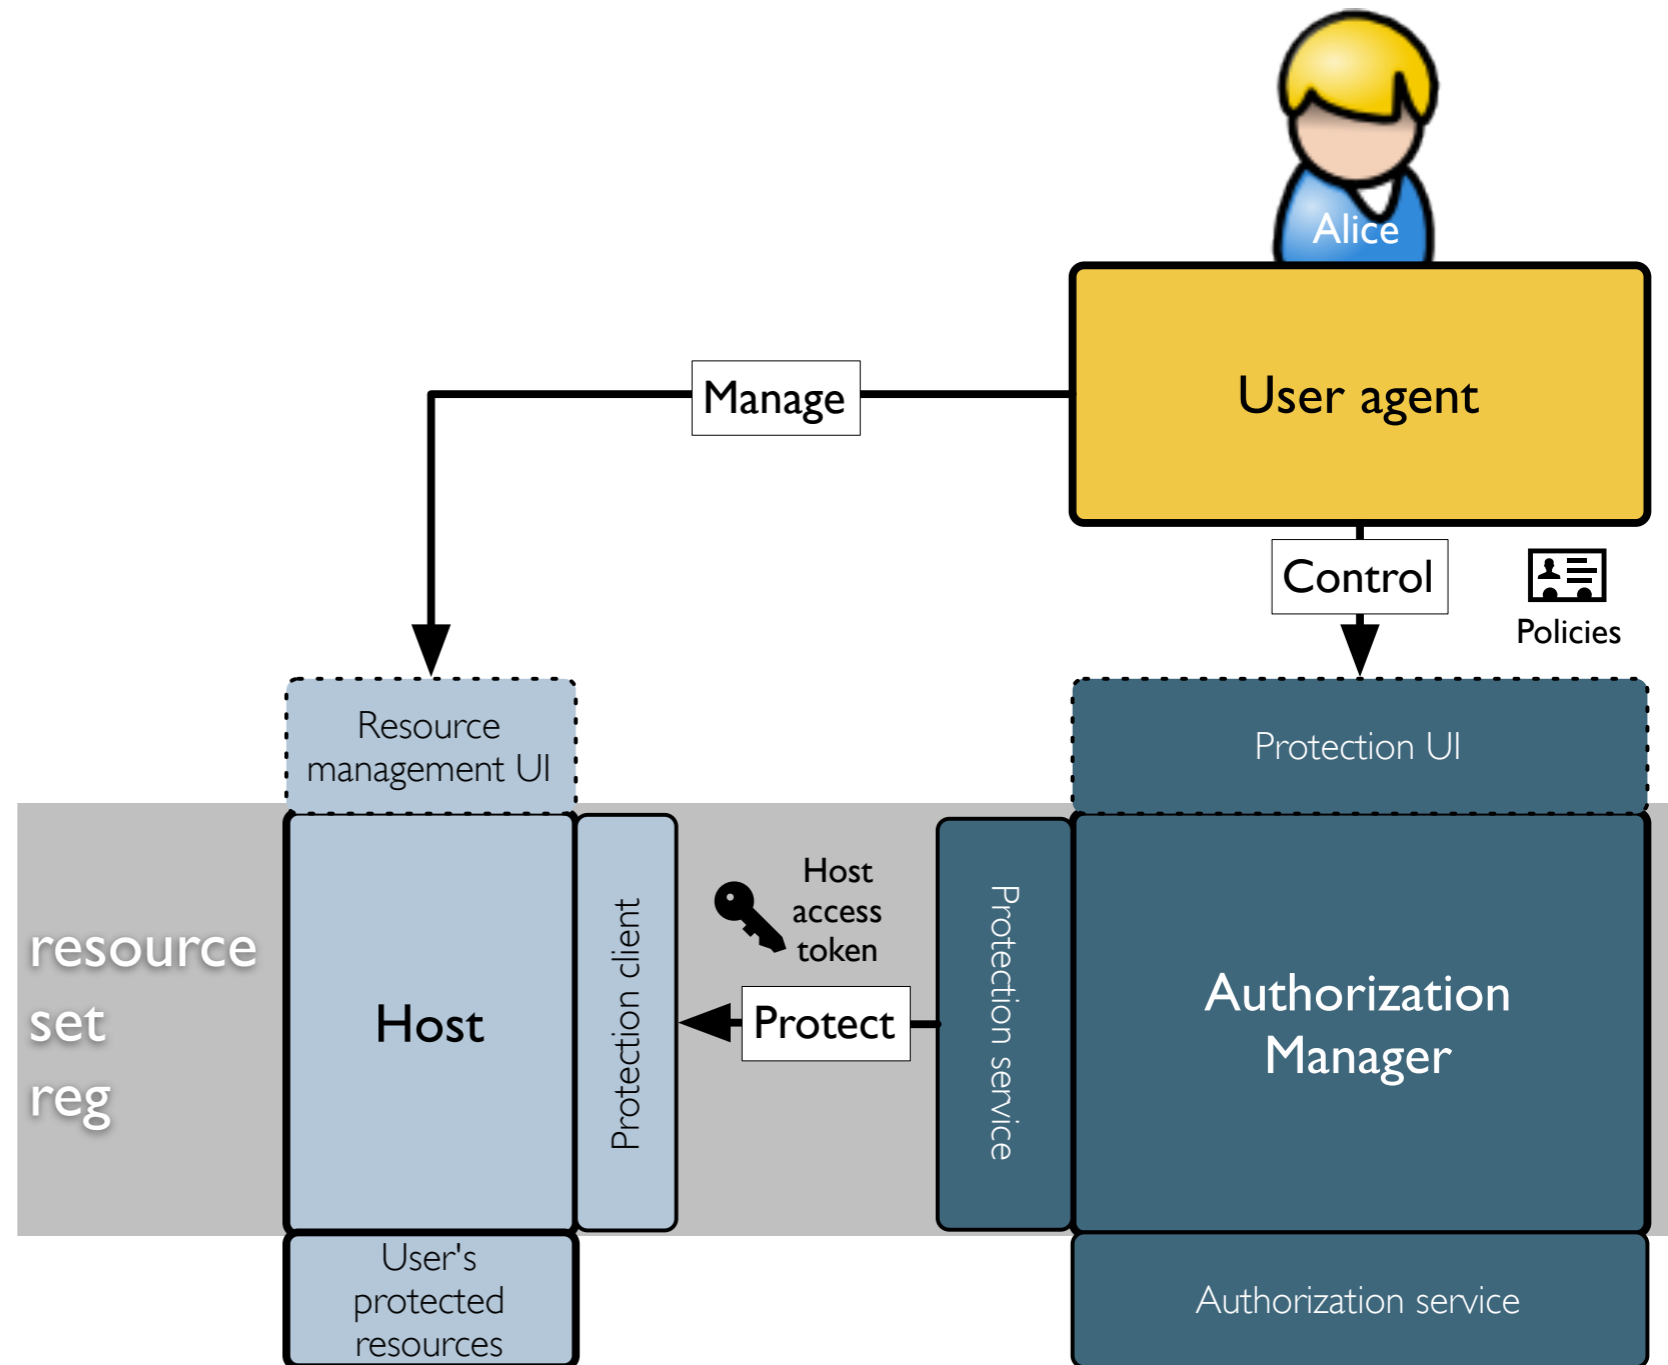 Alice
User agent
Manage
Control
Policies
Resource
management UI
Protection UI
resource
set
reg
Host
Protection client
Host
access
token
Protect
Protection service
Authorization
Manager
User's
protected
resources
Authorization service